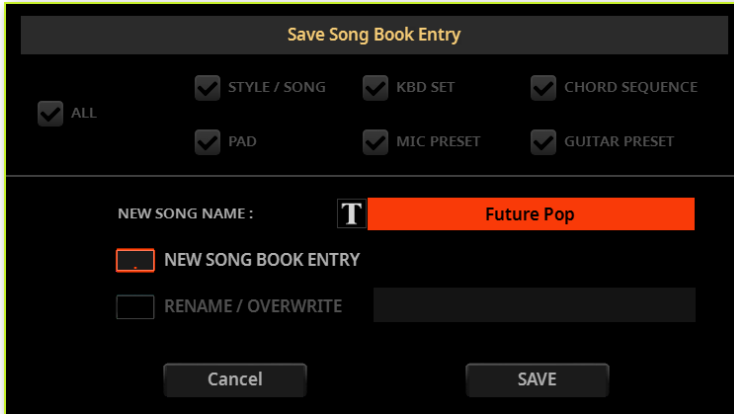 Save Song Book Entry
STYLE / SONG KBD SET CHORD SEQUENCE
ALL
PAD MIC PRESET GUITAR PRESET
NEW SONG NAME : T Future Pop
NEW SONG BOOK ENTRY
RENAME / OVERWRITE
Cancel SAVE